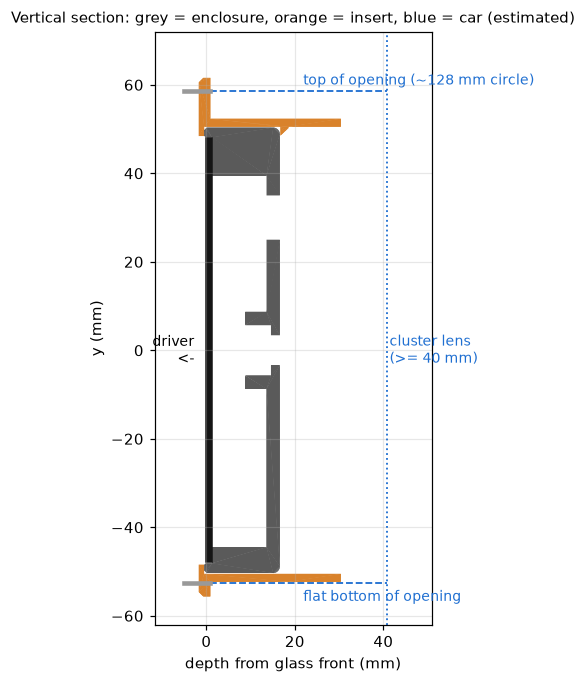 Vertical section: grey = enclosure, orange = insert, blue = car (estimated)
top of opening (~128 mm circle)
driver
<-
cluster lens
(>= 40 mm)
flat bottom of opening
60
40
20
0
−20
−40
−60
y (mm)
0
20
40
depth from glass front (mm)